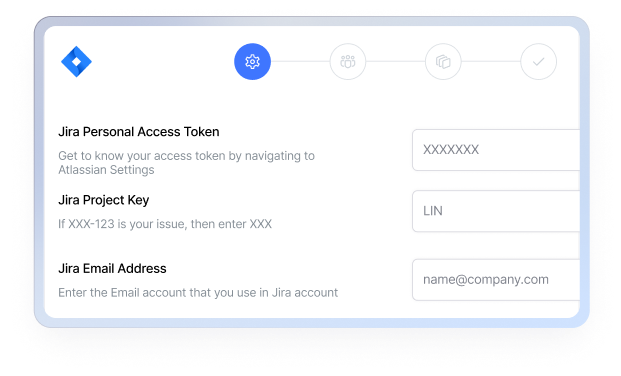 Jira Personal Access Token
Get to know your access token by navigating to
Atlassian Settings
XXXXXXX
Jira Project Key
If XXX-123 is your issue, then enter XXX
LIN
Jira Email Address
Enter the Email account that you use in Jira account
name@company.com